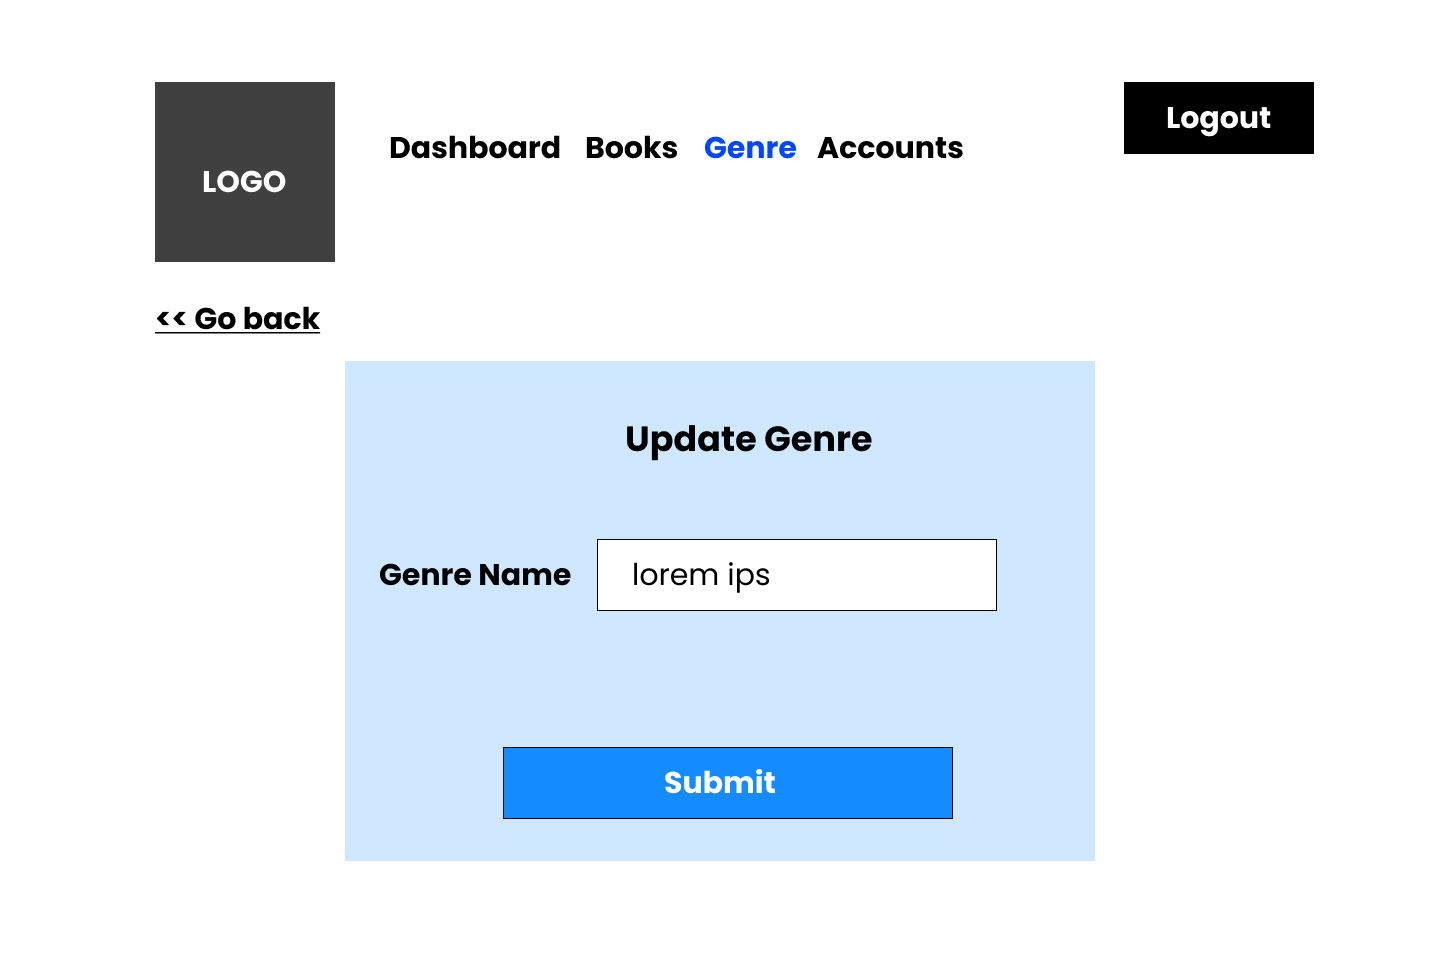 LOGO
Dashboard Books Genre Accounts
Logout
<< Go back
Update Genre
Genre Name
lorem ips
Submit